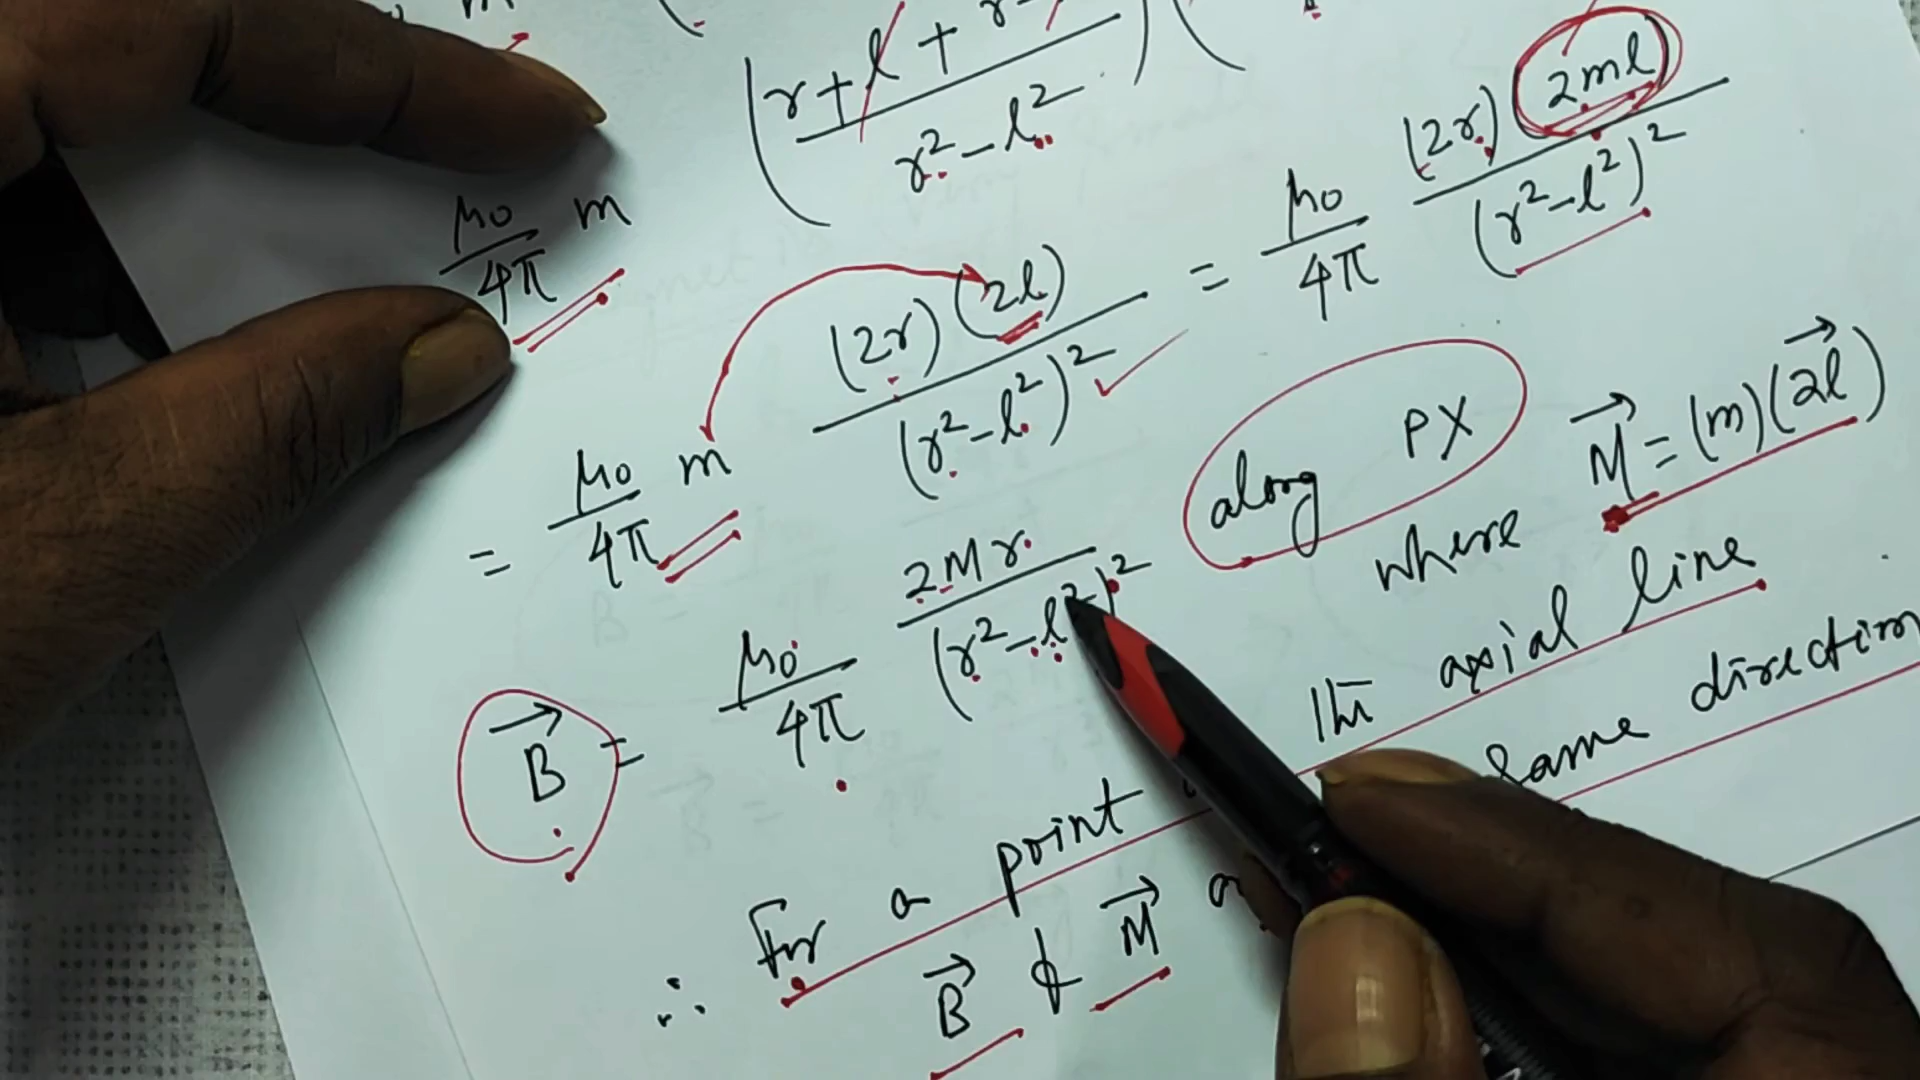 m
(r+l+r
r²-l²)(
μ₀/4π m
(2r)(2l)/(r²-l²)² = μ₀/4π (2r)(2ml)/(r²-l²)²
= μ₀/4π m
along PX
B⃗ = μ₀/4π 2Mr/(r²-l²)²
where M⃗ = (m)(2l⃗)
∴ For a point the axial line
B⃗ & M⃗ same direction